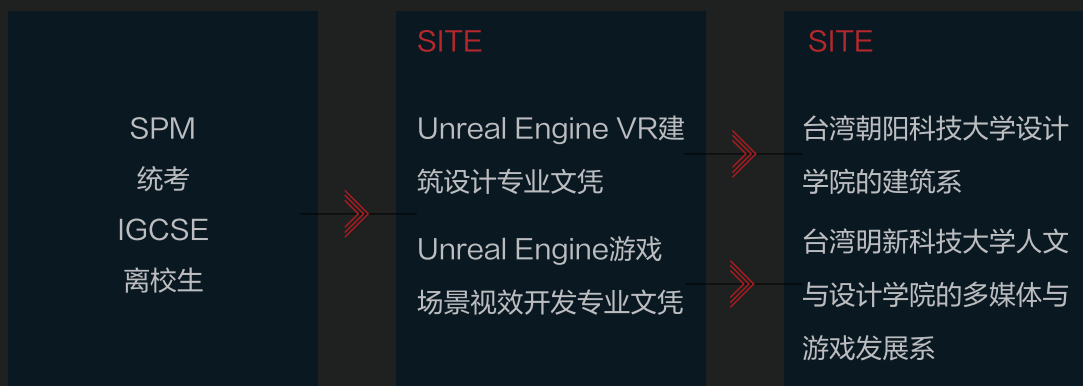 SPM
统考
IGCSE
离校生
SITE
Unreal Engine VR建
筑设计专业文凭
Unreal Engine游戏
场景视效开发专业文凭
SITE
台湾朝阳科技大学设计
学院的建筑系
台湾明新科技大学人文
与设计学院的多媒体与
游戏发展系